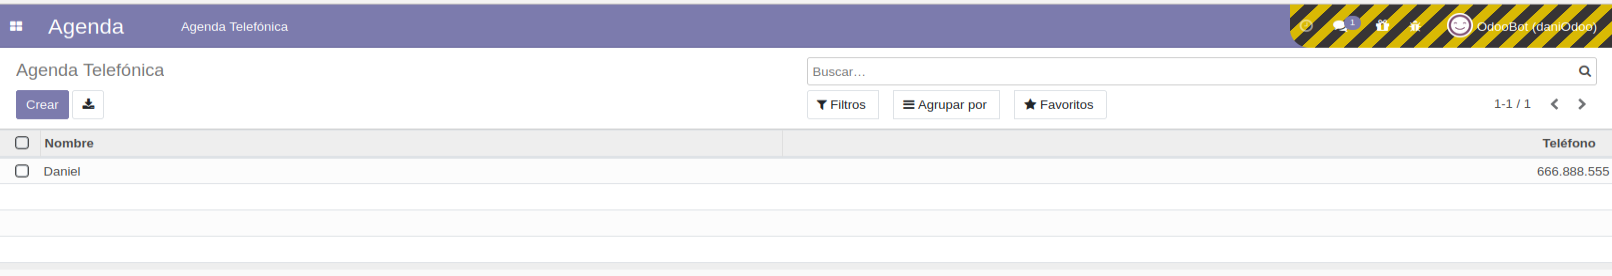 Agenda Agenda Telefónica 1 OdooBot (daniOdoo)
Agenda Telefónica Buscar...
Crear Filtros Agrupar por Favoritos 1-1 / 1
Nombre Teléfono
Daniel 666.888.555